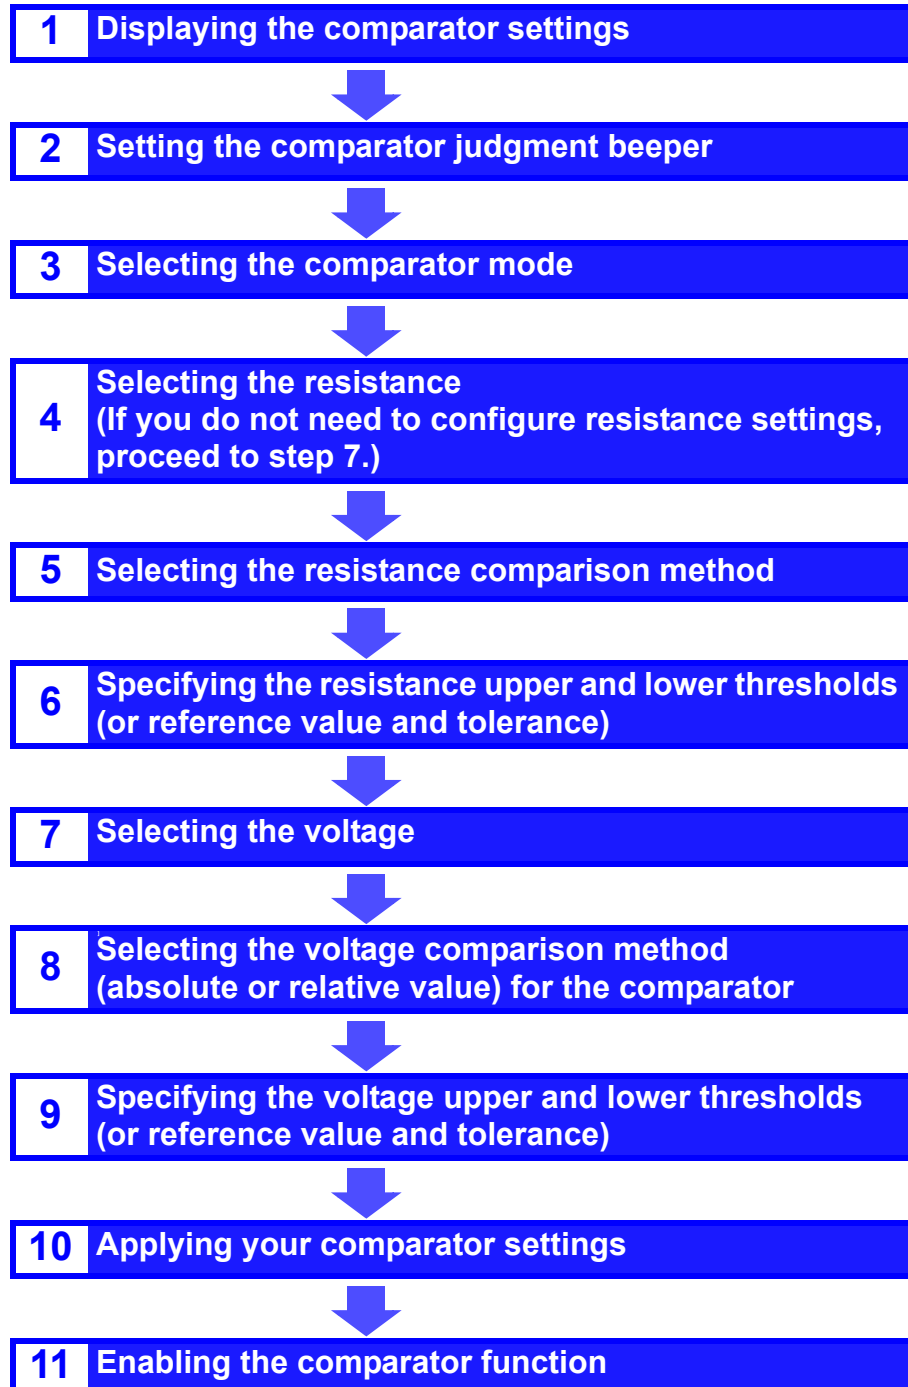 1 Displaying the comparator settings
2 Setting the comparator judgment beeper
3 Selecting the comparator mode
4 Selecting the resistance
(If you do not need to configure resistance settings,
proceed to step 7.)
5 Selecting the resistance comparison method
6 Specifying the resistance upper and lower thresholds
(or reference value and tolerance)
7 Selecting the voltage
8 Selecting the voltage comparison method
(absolute or relative value) for the comparator
9 Specifying the voltage upper and lower thresholds
(or reference value and tolerance)
10 Applying your comparator settings
11 Enabling the comparator function